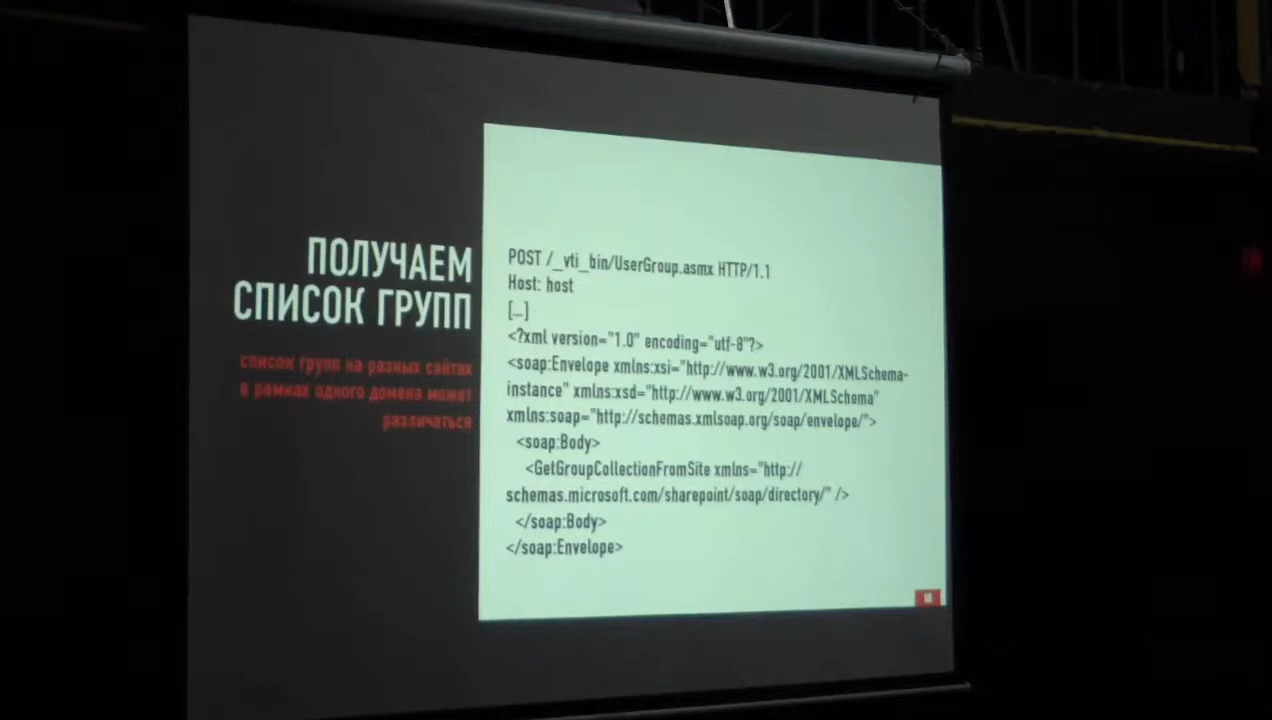 ПОЛУЧАЕМ
СПИСОК ГРУПП
список групп на разных сайтах
в рамках одного домена может
различаться
POST /_vti_bin/UserGroup.asmx HTTP/1.1
Host: host
[...]
<?xml version="1.0" encoding="utf-8"?>
<soap:Envelope xmlns:xsi="http://www.w3.org/2001/XMLSchema-
instance" xmlns:xsd="http://www.w3.org/2001/XMLSchema"
xmlns:soap="http://schemas.xmlsoap.org/soap/envelope/">
<soap:Body>
<GetGroupCollectionFromSite xmlns="http://
schemas.microsoft.com/sharepoint/soap/directory/" />
</soap:Body>
</soap:Envelope>